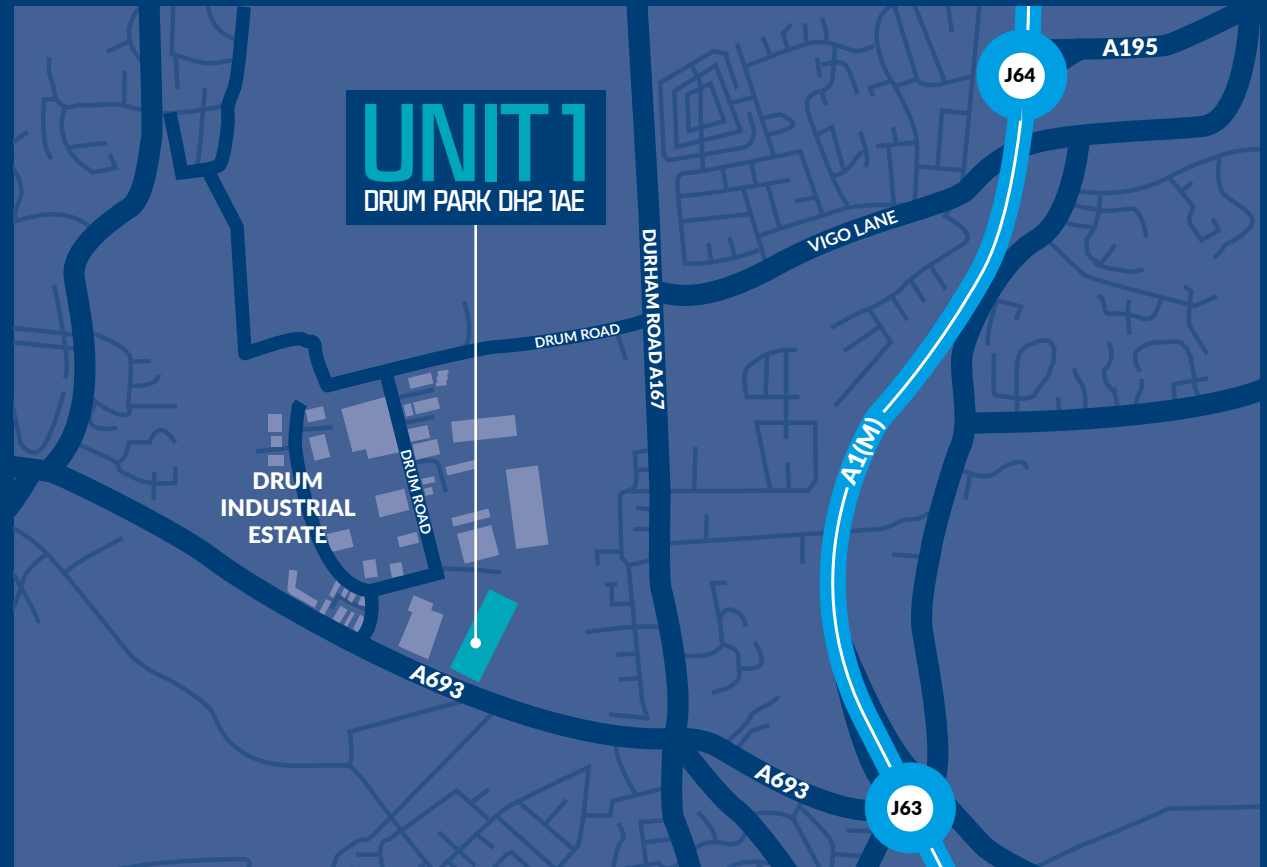 A195
J64
UNIT 1
DRUM PARK DH2 1AE
VIGO LANE
DURHAM ROAD A167
DRUM ROAD
A1(M)
DRUM ROAD
DRUM
INDUSTRIAL
ESTATE
A693
A693
J63